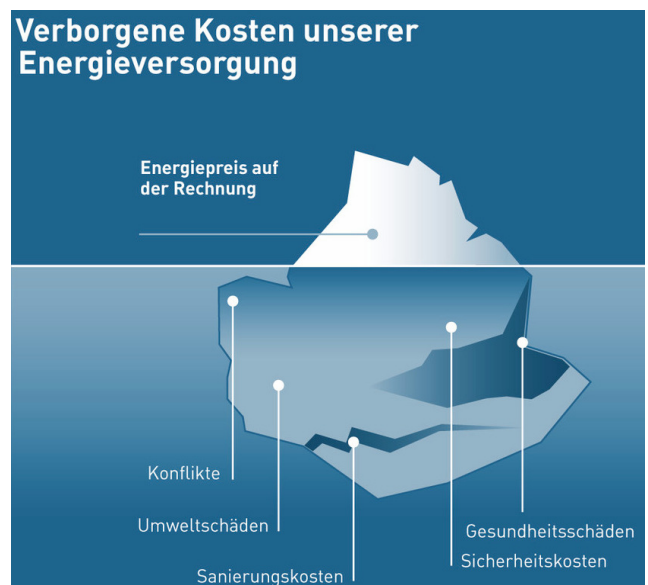 Verborgene Kosten unserer
Energieversorgung
Energiepreis auf
der Rechnung
Konflikte
Umweltschäden
Sanierungskosten
Gesundheitsschäden
Sicherheitskosten